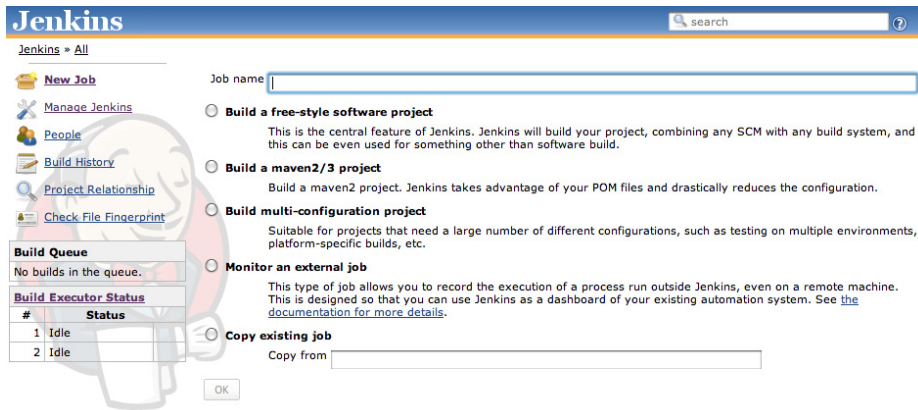 Jenkins
search
Jenkins » All
New Job
Manage Jenkins
People
Build History
Project Relationship
Check File Fingerprint
Build Queue
No builds in the queue.
Build Executor Status
# Status
1 Idle
2 Idle
Job name
Build a free-style software project
This is the central feature of Jenkins. Jenkins will build your project, combining any SCM with any build system, and
this can be even used for something other than software build.
Build a maven2/3 project
Build a maven2 project. Jenkins takes advantage of your POM files and drastically reduces the configuration.
Build multi-configuration project
Suitable for projects that need a large number of different configurations, such as testing on multiple environments,
platform-specific builds, etc.
Monitor an external job
This type of job allows you to record the execution of a process run outside Jenkins, even on a remote machine.
This is designed so that you can use Jenkins as a dashboard of your existing automation system. See the
documentation for more details.
Copy existing job
Copy from
OK